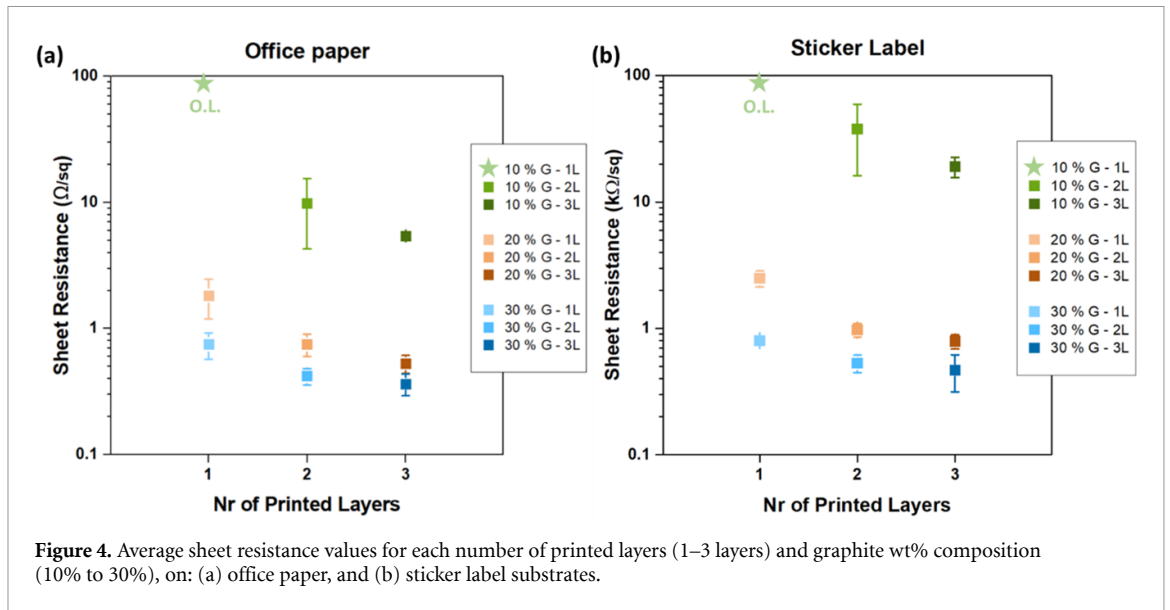 (a)
Office paper
100
10
1
0.1
Sheet Resistance (Ω/sq)
O.L.
1
2
3
Nr of Printed Layers
10 % G - 1L
10 % G - 2L
10 % G - 3L
20 % G - 1L
20 % G - 2L
20 % G - 3L
30 % G - 1L
30 % G - 2L
30 % G - 3L
(b)
Sticker Label
100
10
1
0.1
Sheet Resistance (kΩ/sq)
O.L.
1
2
3
Nr of Printed Layers
10 % G - 1L
10 % G - 2L
10 % G - 3L
20 % G - 1L
20 % G - 2L
20 % G - 3L
30 % G - 1L
30 % G - 2L
30 % G - 3L
Figure 4. Average sheet resistance values for each number of printed layers (1–3 layers) and graphite wt% composition
(10% to 30%), on: (a) office paper, and (b) sticker label substrates.